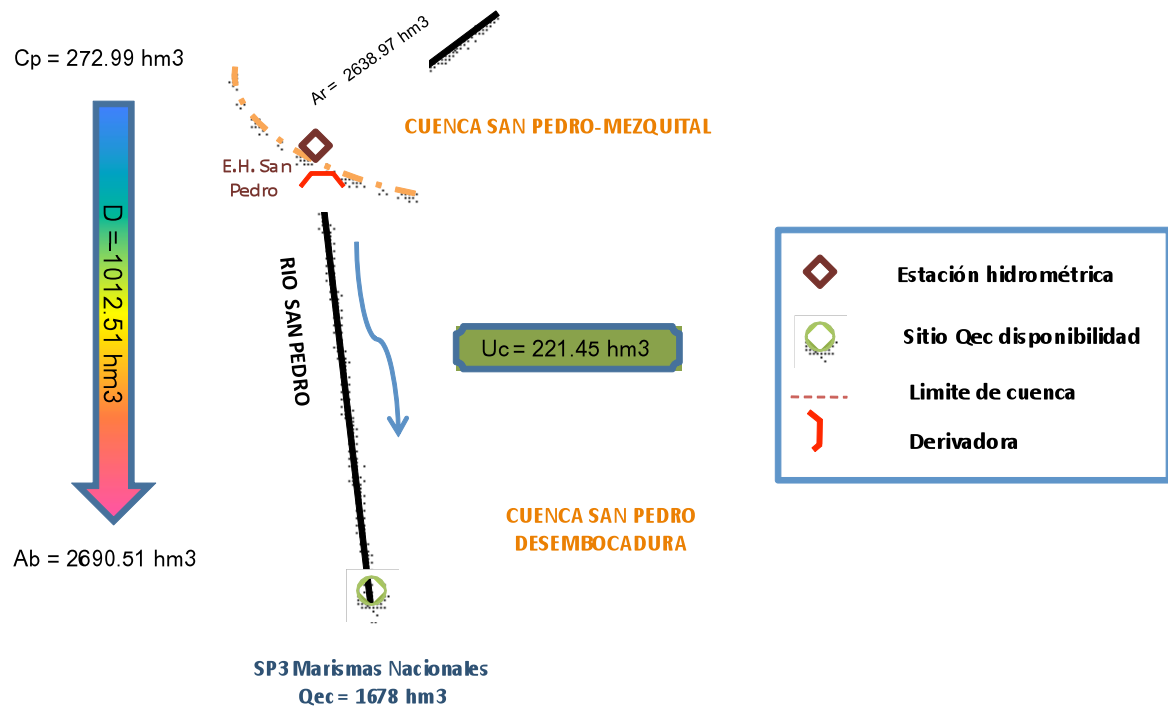 Cp = 272.99 hm3
Ar = 2638.97 hm3
CUENCA SAN PEDRO-MEZQUITAL
E.H. San
Pedro
D =-1012.51 hm3
RIO SAN PEDRO
Uc = 221.45 hm3
Estación hidrométrica
Sitio Qec disponibilidad
Limite de cuenca
Derivadora
CUENCA SAN PEDRO
DESEMBOCADURA
Ab = 2690.51 hm3
SP3 Marismas Nacionales
Qec = 1678 hm3